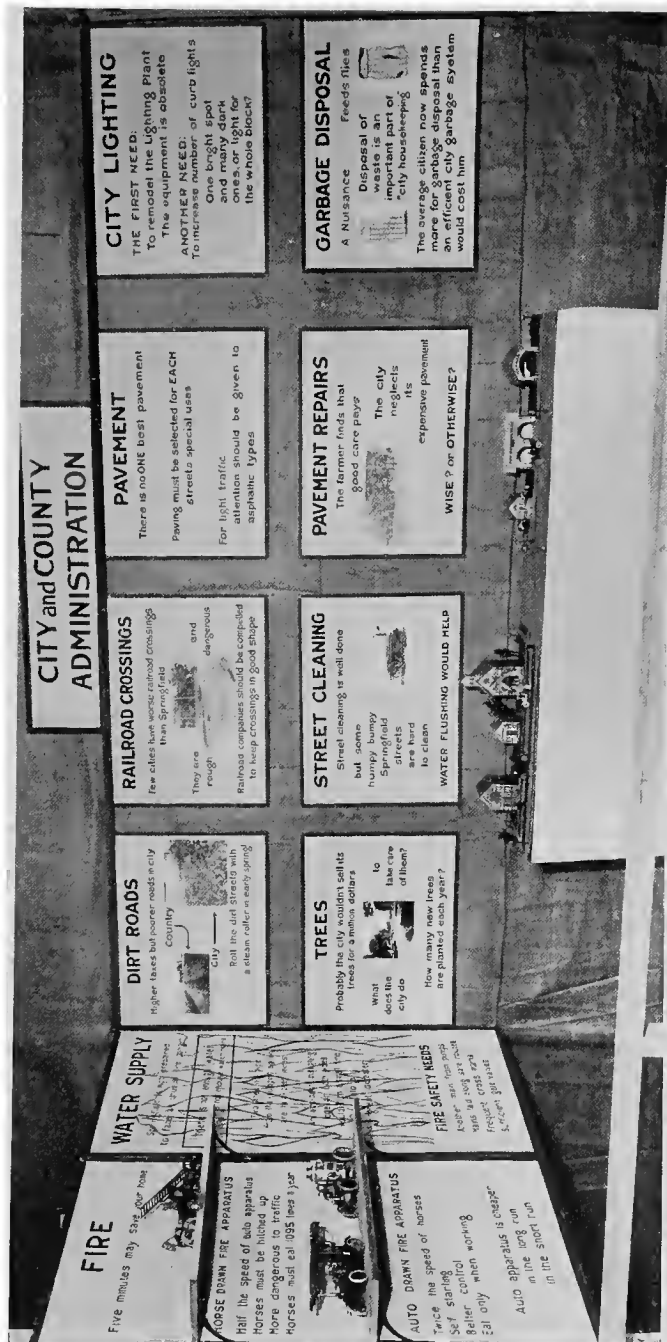 CITY and COUNTY
ADMINISTRATION
FIRE
Five minutes may save your home
HORSE DRAWN FIRE APPARATUS
Half the speed of auto apparatus
Horses must be hitched up
More dangerous to traffic
Horses must eat 1095 times a year
AUTO DRAWN FIRE APPARATUS
Twice the speed of horses
Self starting
Better control
Eat only when working
Auto apparatus is cheaper
in the long run
in the short run
WATER SUPPLY
FIRE SAFETY NEEDS
Another main from pumps
Frequent cross
DIRT ROADS
Higher taxes but poorer roads in city
Country
City
Roll the dirt streets with
a steam roller in early spring!
TREES
Probably the city wouldn't sell its
trees for a million dollars
What
does the
city do
to
take care
of them?
How many new trees
are planted each year?
RAILROAD CROSSINGS
Few cities have worse railroad crossings
than Springfield
They are
rough
and
dangerous
Railroad companies should be compelled
to keep crossings in good shape
STREET CLEANING
Street cleaning is well done
but some
humpy bumpy
Springfield
streets
are hard
to clean
WATER FLUSHING WOULD HELP
PAVEMENT
There is no ONE best pavement
Paving must be selected for EACH
streets special uses
For light traffic
attention should be given to
asphaltic types
PAVEMENT REPAIRS
The farmer finds that
good care pays
The city
neglects
its
expensive pavement
WISE? or OTHERWISE?
CITY LIGHTING
THE FIRST NEED:
To remodel the Lighting Plant
The equipment is obsolete
ANOTHER NEED:
To increase number of curb lights
One bright spot
and many dark
ones, or light for
the whole block?
GARBAGE DISPOSAL
A Nuisance Feeds flies
Disposal of
waste is an
important part of
"city housekeeping"
The average citizen now spends
more for garbage disposal than
an efficient city garbage system
would cost him